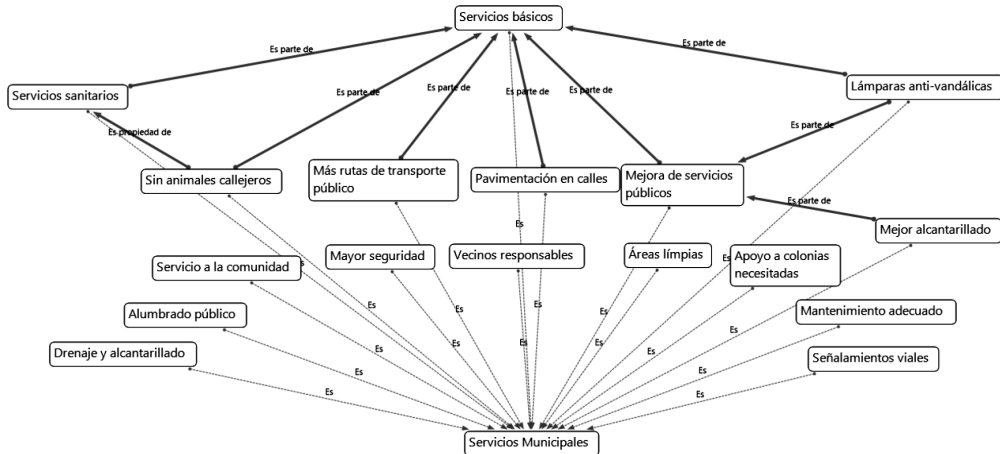 Servicios básicos
Es parte de
Es parte de
Servicios sanitarios
Es parte de
Es parte de
Es parte de
Es parte de
Lámparas anti-vandálicas
Es propiedad de
Es parte de
Sin animales callejeros
Más rutas de transporte
público
Pavimentación en calles
Mejora de servicios
públicos
Es parte de
Es
Mejor alcantarillado
Servicio a la comunidad
Mayor seguridad
Vecinos responsables
Áreas límpias
Apoyo a colonias
necesitadas
Es
Es
Alumbrado público
Mantenimiento adecuado
Es
Es
Es
Es
Es
Es
Es
Es
Drenaje y alcantarillado
Señalamientos viales
Es
Es
Es
Es
Es
Servicios Municipales